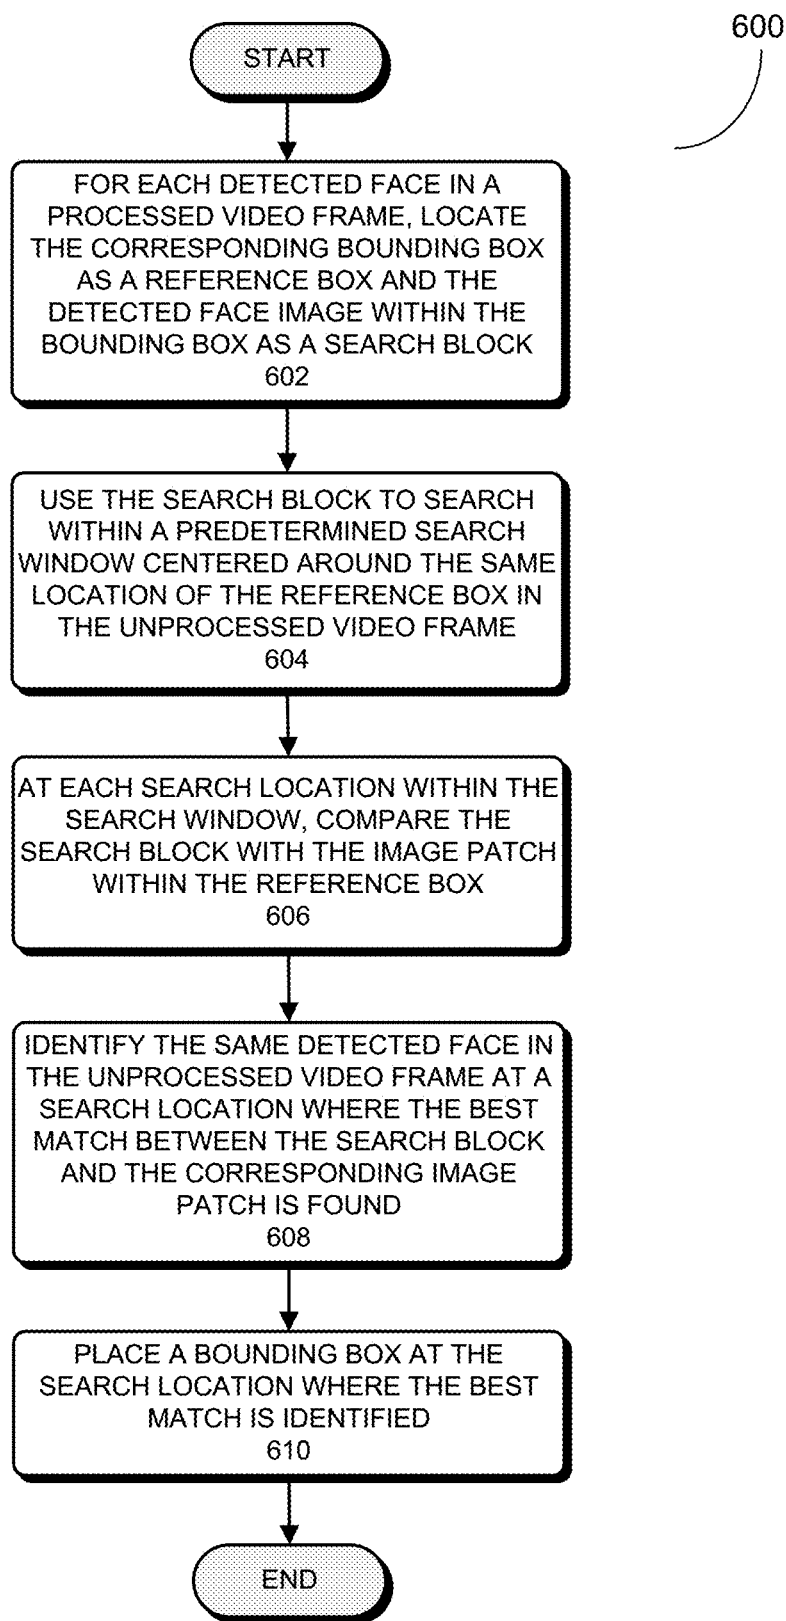 600
START
FOR EACH DETECTED FACE IN A
PROCESSED VIDEO FRAME, LOCATE
THE CORRESPONDING BOUNDING BOX
AS A REFERENCE BOX AND THE
DETECTED FACE IMAGE WITHIN THE
BOUNDING BOX AS A SEARCH BLOCK
602
USE THE SEARCH BLOCK TO SEARCH
WITHIN A PREDETERMINED SEARCH
WINDOW CENTERED AROUND THE SAME
LOCATION OF THE REFERENCE BOX IN
THE UNPROCESSED VIDEO FRAME
604
AT EACH SEARCH LOCATION WITHIN THE
SEARCH WINDOW, COMPARE THE
SEARCH BLOCK WITH THE IMAGE PATCH
WITHIN THE REFERENCE BOX
606
IDENTIFY THE SAME DETECTED FACE IN
THE UNPROCESSED VIDEO FRAME AT A
SEARCH LOCATION WHERE THE BEST
MATCH BETWEEN THE SEARCH BLOCK
AND THE CORRESPONDING IMAGE
PATCH IS FOUND
608
PLACE A BOUNDING BOX AT THE
SEARCH LOCATION WHERE THE BEST
MATCH IS IDENTIFIED
610
END